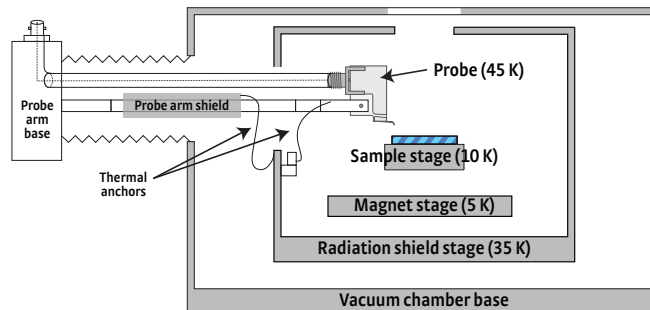 Probe (45 K)
Probe
arm
base
Probe arm shield
Sample stage (10 K)
Thermal
anchors
Magnet stage (5 K)
Radiation shield stage (35 K)
Vacuum chamber base